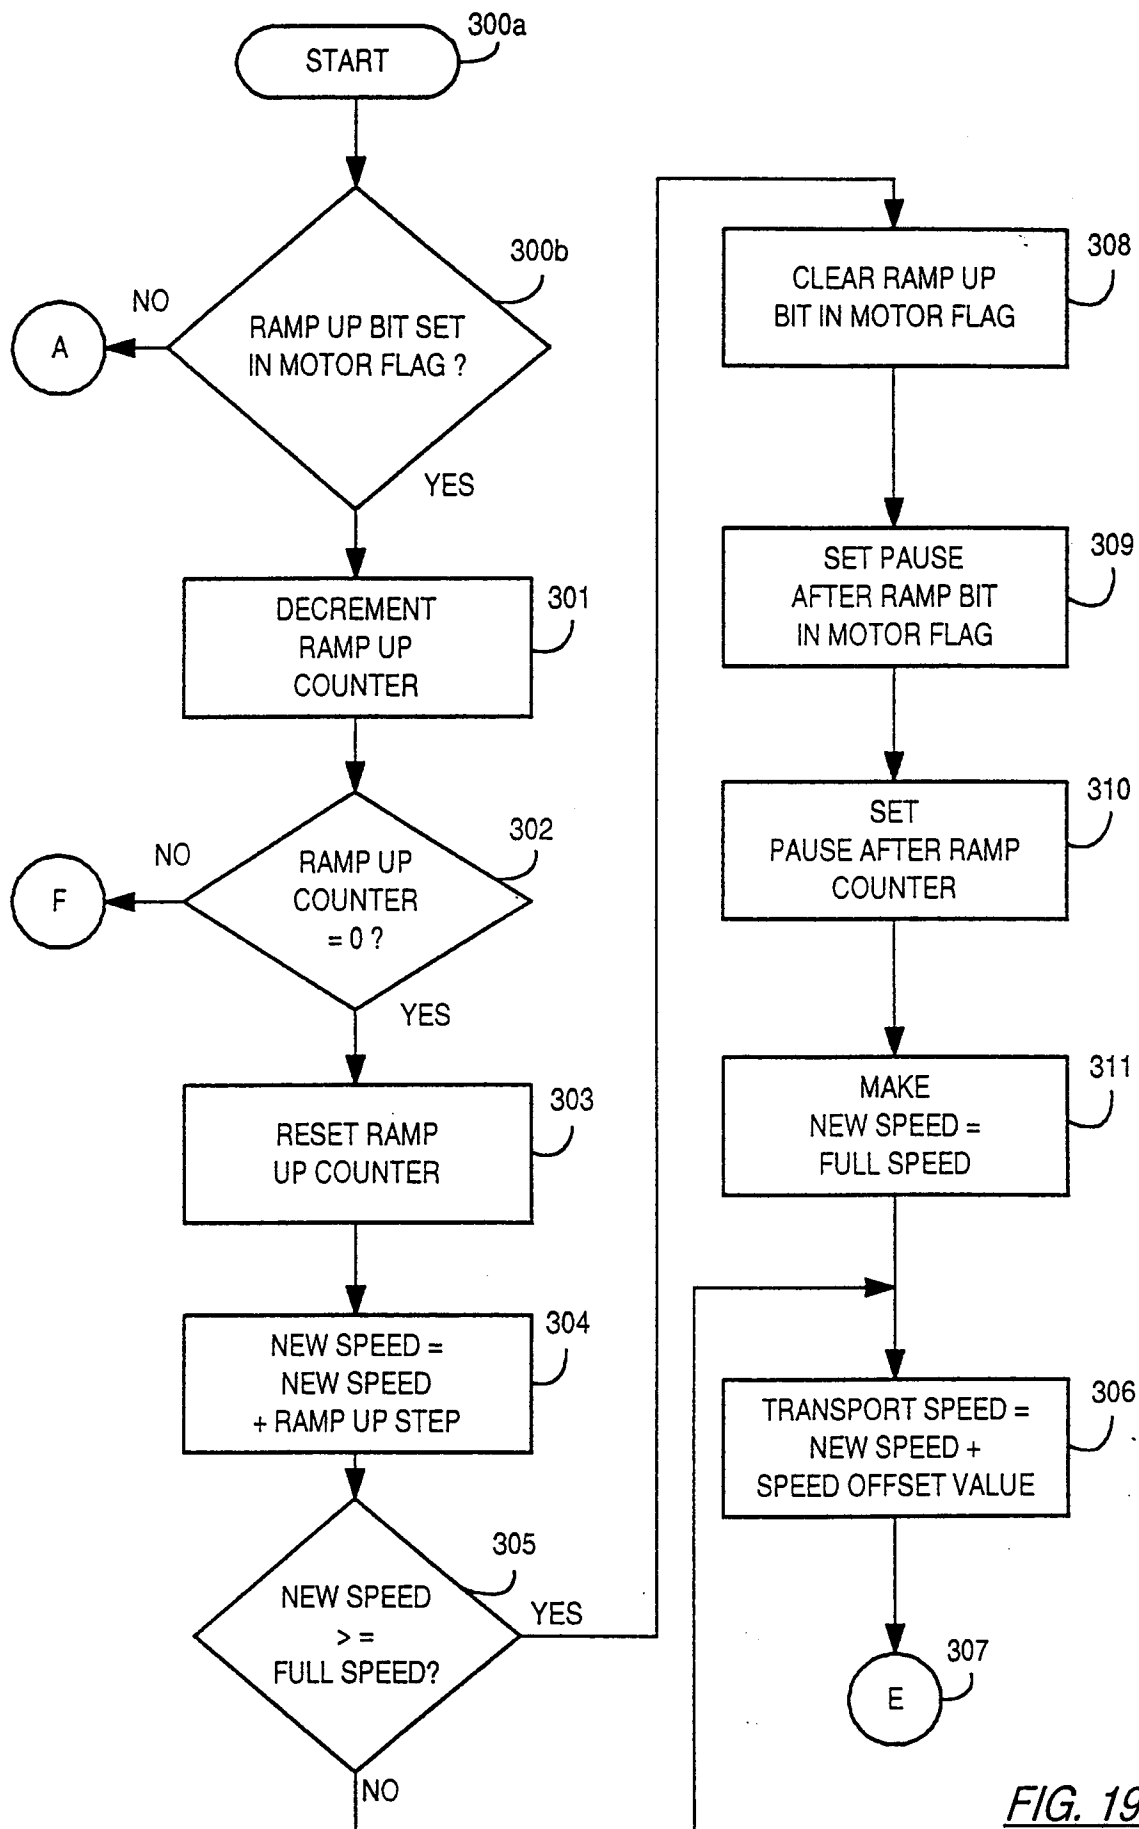 START
300a
300b
NO
RAMP UP BIT SET
IN MOTOR FLAG ?
A
YES
DECREMENT
RAMP UP
COUNTER
301
302
NO
RAMP UP
COUNTER
= 0 ?
F
YES
RESET RAMP
UP COUNTER
303
NEW SPEED =
NEW SPEED
+ RAMP UP STEP
304
305
NEW SPEED
> =
FULL SPEED?
YES
NO
CLEAR RAMP UP
BIT IN MOTOR FLAG
308
SET PAUSE
AFTER RAMP BIT
IN MOTOR FLAG
309
SET
PAUSE AFTER RAMP
COUNTER
310
MAKE
NEW SPEED =
FULL SPEED
311
TRANSPORT SPEED =
NEW SPEED +
SPEED OFFSET VALUE
306
E
307
FIG. 19